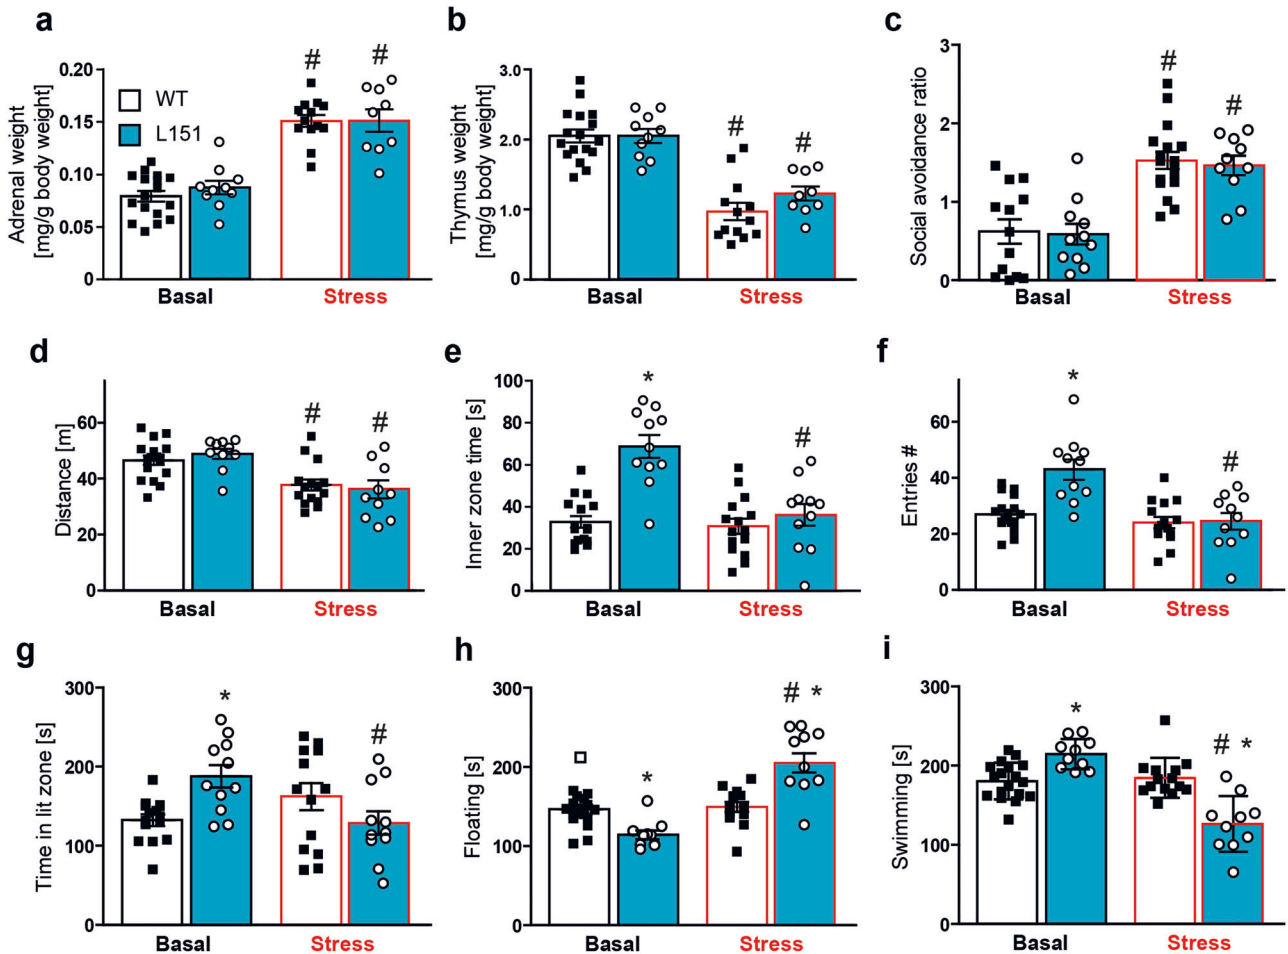 a
Adrenal weight
[mg/g body weight]
0.20
0.15
0.10
0.05
0
WT
L151
#
#
Basal
Stress
b
Thymus weight
[mg/g body weight]
3.0
2.0
1.0
0
#
#
Basal
Stress
c
Social avoidance ratio
3
2
1
0
#
#
Basal
Stress
d
Distance [m]
60
40
20
0
#
#
Basal
Stress
e
Inner zone time [s]
100
80
60
40
20
0
*
#
Basal
Stress
f
Entries #
60
40
20
0
*
#
Basal
Stress
g
Time in lit zone [s]
300
200
100
0
*
#
Basal
Stress
h
Floating [s]
300
200
100
0
*
# *
Basal
Stress
i
Swimming [s]
300
200
100
0
*
# *
Basal
Stress